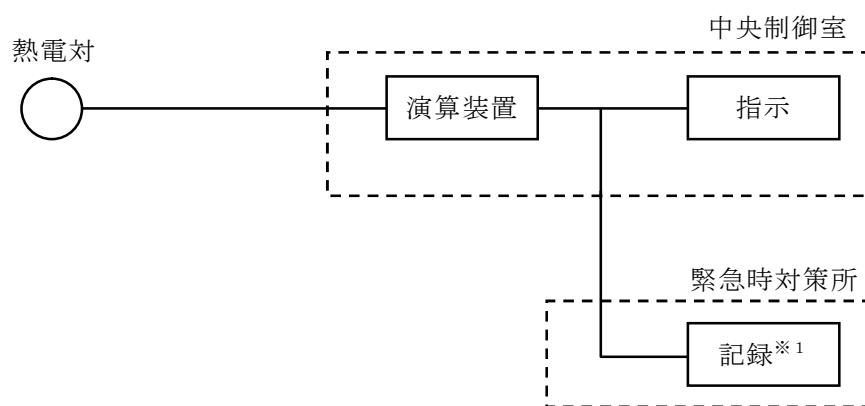 中央制御室
熱電対
演算装置
指示
緊急時対策所
記録※1